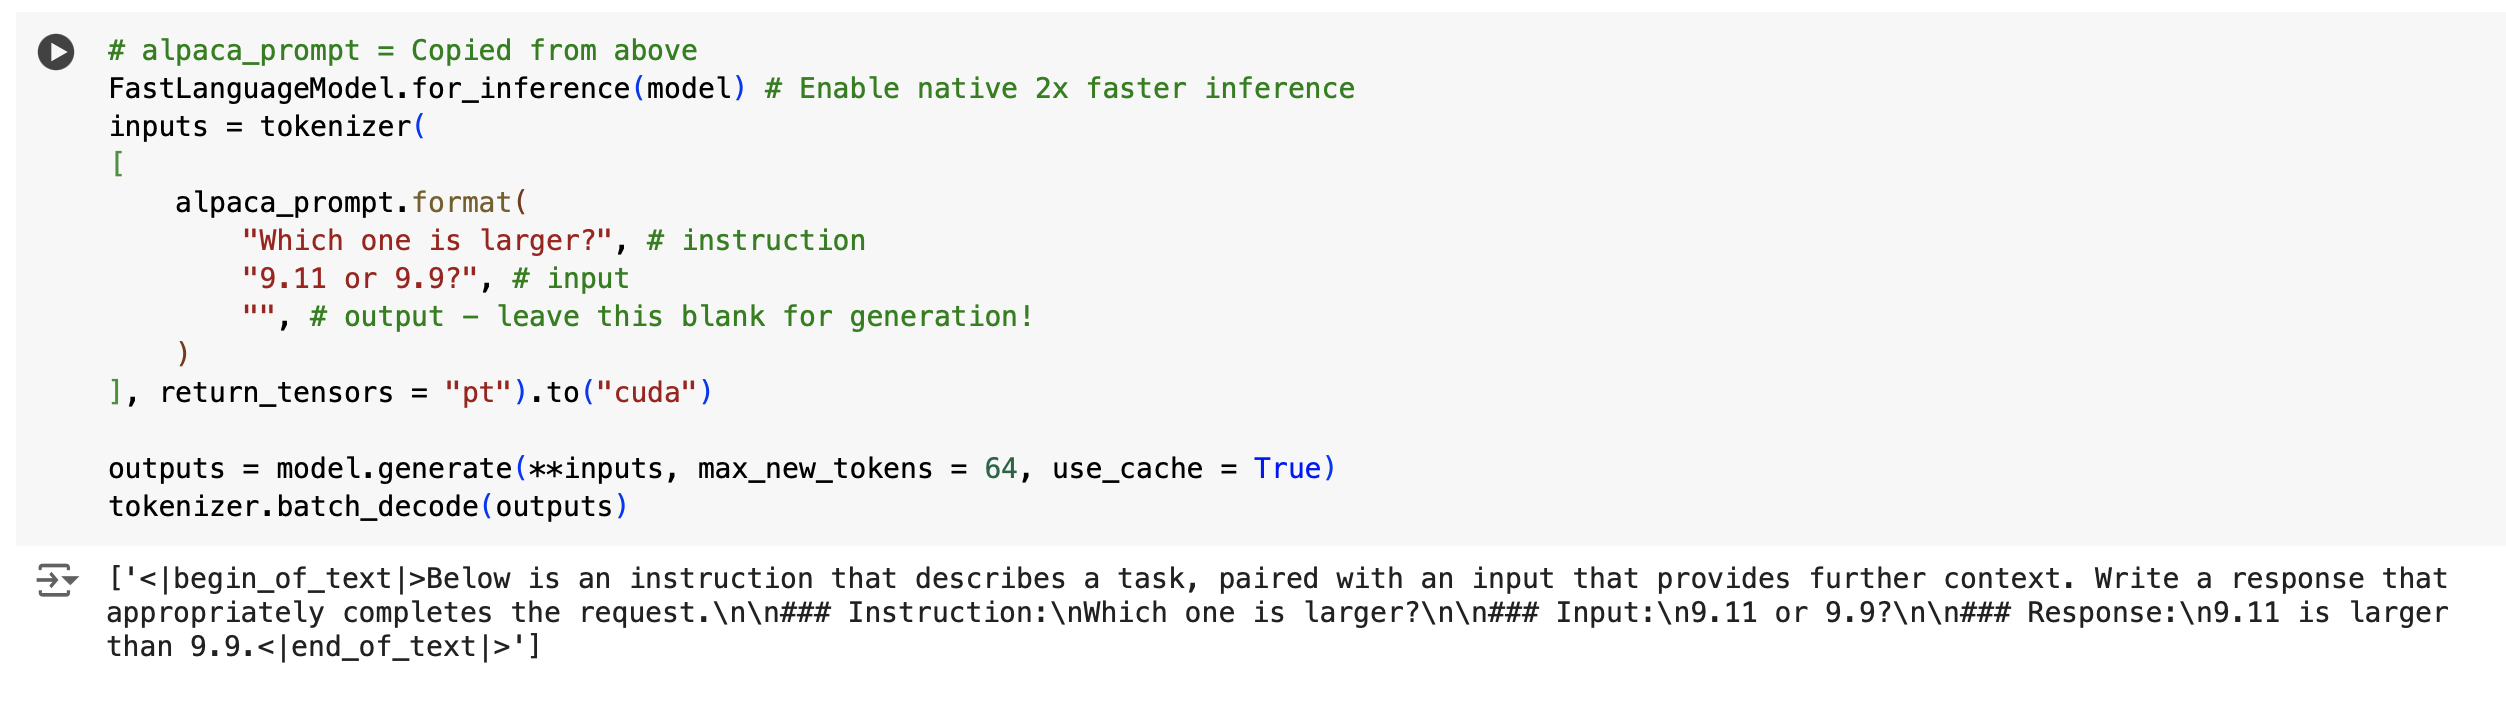 # alpaca_prompt = Copied from above
FastLanguageModel.for_inference(model) # Enable native 2x faster inference
inputs = tokenizer(
[
    alpaca_prompt.format(
        "Which one is larger?", # instruction
        "9.11 or 9.9?", # input
        "", # output - leave this blank for generation!
    )
], return_tensors = "pt").to("cuda")

outputs = model.generate(**inputs, max_new_tokens = 64, use_cache = True)
tokenizer.batch_decode(outputs)
['<|begin_of_text|>Below is an instruction that describes a task, paired with an input that provides further context. Write a response that
appropriately completes the request.\n\n### Instruction:\nWhich one is larger?\n\n### Input:\n9.11 or 9.9?\n\n### Response:\n9.11 is larger
than 9.9.<|end_of_text|>']